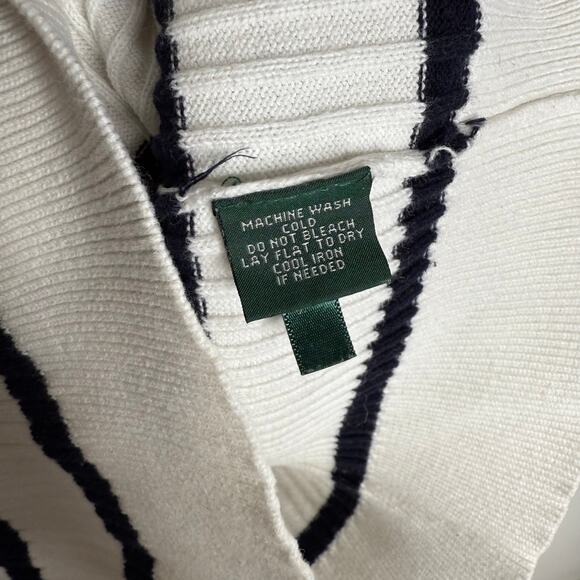 MACHINE WASH
COLD
DO NOT BLEACH
LAY FLAT TO DRY
COOL IRON
IF NEEDED